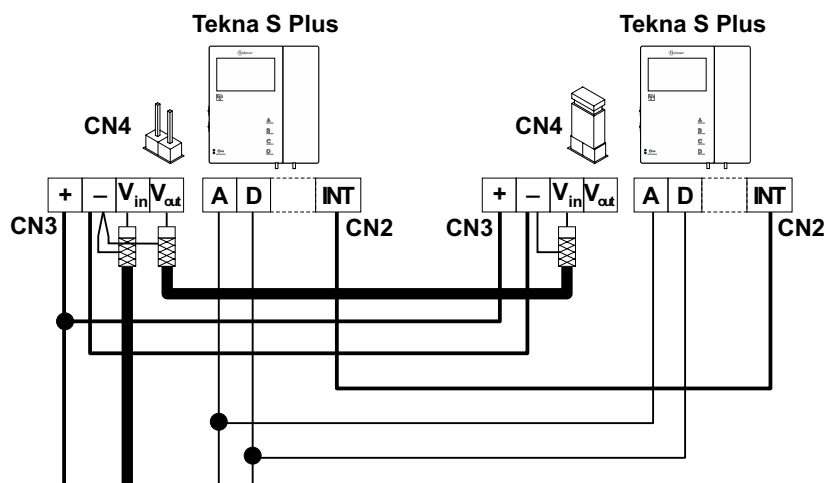 Tekna S Plus
Tekna S Plus
CN4
A
B
C
D
CN4
A
B
C
D
+ – Vin Vout A D INT
+ – Vin Vout A D INT
CN3 CN2
CN3 CN2